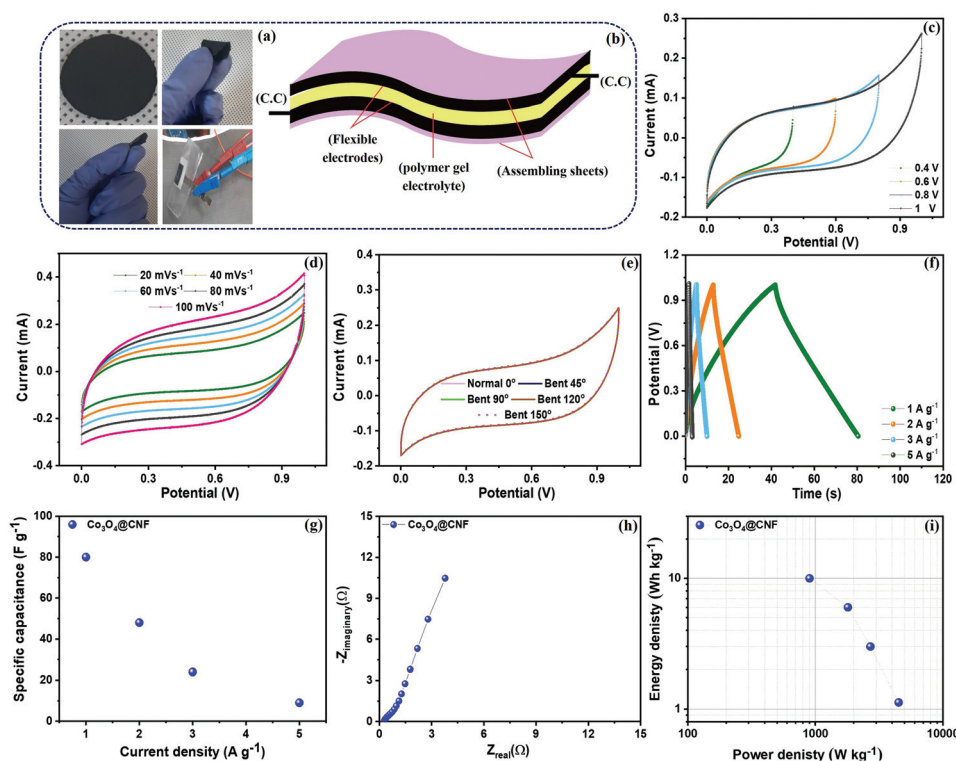 (a)
(b)
(C.C)
(C.C)
(Flexible
electrodes)
(polymer gel
electrolyte)
(Assembling sheets)
(c)
Current (mA)
0.2
0.1
0.0
-0.1
-0.2
0.4 V
0.6 V
0.8 V
1 V
0.0 0.3 0.6 0.9
Potential (V)
(d)
Current (mA)
0.4
0.2
0.0
-0.2
-0.4
20 mVs-1 40 mVs-1
60 mVs-1 80 mVs-1
100 mVs-1
0.0 0.3 0.6 0.9
Potential (V)
(e)
Current (mA)
0.4
0.3
0.2
0.1
0.0
-0.1
-0.2
Normal 0º Bent 45º
Bent 90º Bent 120º
Bent 150º
0.0 0.3 0.6 0.9
Potential (V)
(f)
Potential (V)
1.2
0.9
0.6
0.3
0.0
1 A g-1
2 A g-1
3 A g-1
5 A g-1
0 20 40 60 80 100 120
Time (s)
(g)
Co3O4@CNF
Specific capacitance (F g-1)
100
80
60
40
20
0
1 2 3 4 5
Current density (A g-1)
(h)
Co3O4@CNF
-Zimaginary(Ω)
15
12
9
6
3
0
0 3 6 9 12 15
Zreal(Ω)
(i)
Co3O4@CNF
Energy denisty (Wh kg-1)
10
1
100 1000 10000
Power denisty (W kg-1)